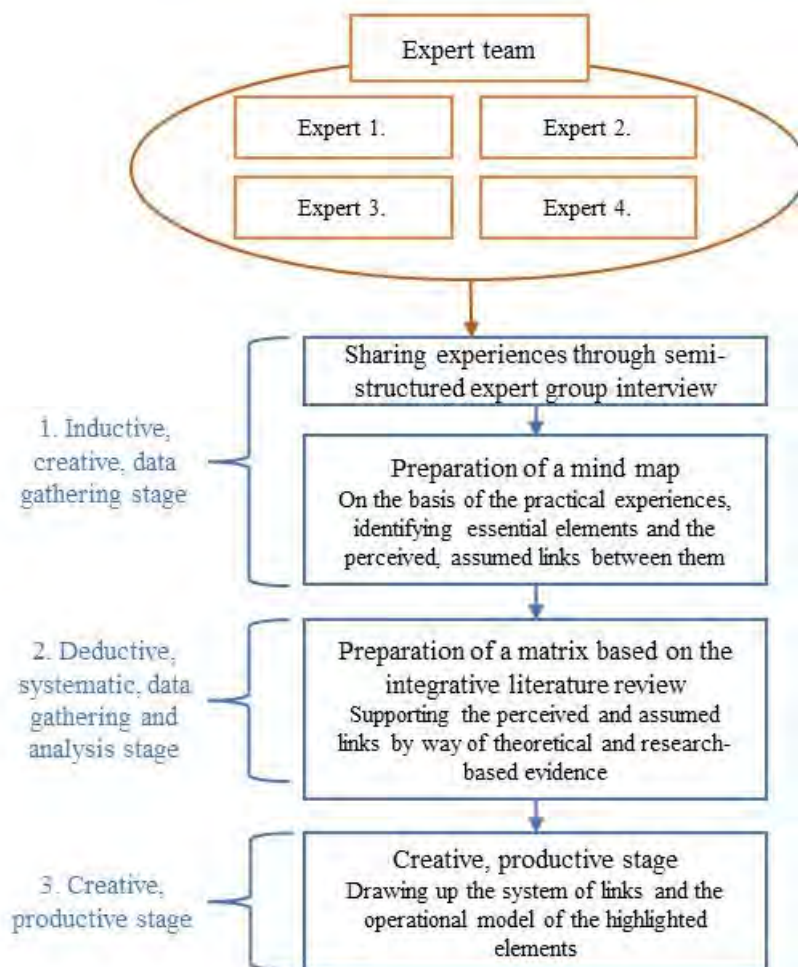 Expert team
Expert 1.
Expert 2.
Expert 3.
Expert 4.
Sharing experiences through semi-
structured expert group interview
1. Inductive,
creative, data
gathering stage
Preparation of a mind map
On the basis of the practical experiences,
identifying essential elements and the
perceived, assumed links between them
2. Deductive,
systematic, data
gathering and
analysis stage
Preparation of a matrix based on the
integrative literature review
Supporting the perceived and assumed
links by way of theoretical and research-
based evidence
3. Creative,
productive stage
Creative, productive stage
Drawing up the system of links and the
operational model of the highlighted
elements